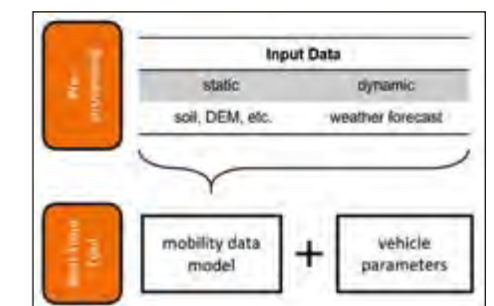 Input Data
static dynamic
soil, DEM, etc. weather forecast
mobility data
model
+
vehicle
parameters